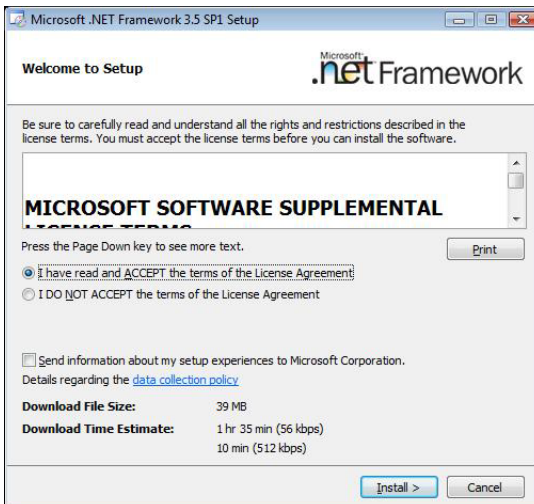 Microsoft .NET Framework 3.5 SP1 Setup
Welcome to Setup
Microsoft
.net Framework
Be sure to carefully read and understand all the rights and restrictions described in the
license terms. You must accept the license terms before you can install the software.
MICROSOFT SOFTWARE SUPPLEMENTAL
LICENSE TERMS
Press the Page Down key to see more text.
Print
I have read and ACCEPT the terms of the License Agreement
I DO NOT ACCEPT the terms of the License Agreement
Send information about my setup experiences to Microsoft Corporation.
Details regarding the data collection policy
Download File Size: 39 MB
Download Time Estimate: 1 hr 35 min (56 kbps)
10 min (512 kbps)
Install >
Cancel